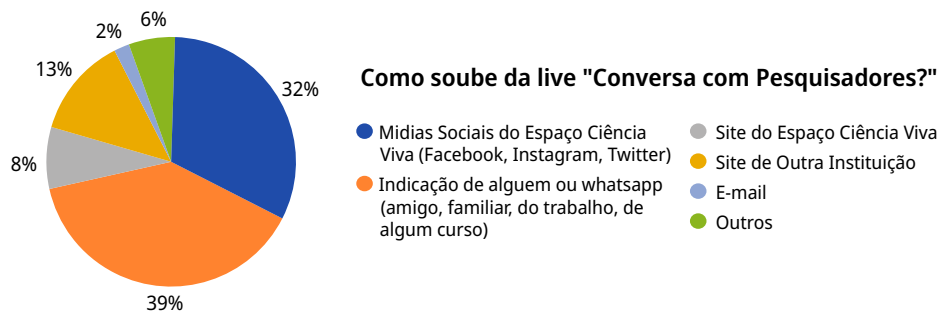 6%
2%
13%
32%
8%
39%
Como soube da live "Conversa com Pesquisadores?"
Midias Sociais do Espaço Ciência
Viva (Facebook, Instagram, Twitter)
Indicação de alguem ou whatsapp
(amigo, familiar, do trabalho, de
algum curso)
Site do Espaço Ciência Viva
Site de Outra Instituição
E-mail
Outros